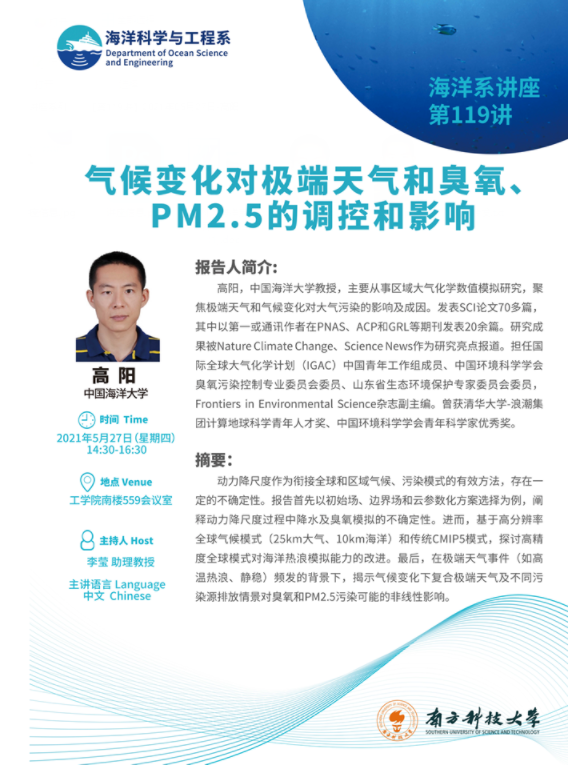 海洋科学与工程系
Department of Ocean Science
and Engineering
海洋系讲座
第119讲
气候变化对极端天气和臭氧、
PM2.5的调控和影响
报告人简介:
高阳，中国海洋大学教授，主要从事区域大气化学数值模拟研究，聚
焦极端天气和气候变化对大气污染的影响及成因。发表SCI论文70多篇，
其中以第一或通讯作者在PNAS、ACP和GRL等期刊发表20余篇。研究成
果被Nature Climate Change、Science News作为研究亮点报道。担任国
际全球大气化学计划（IGAC）中国青年工作组成员、中国环境科学学会
臭氧污染控制专业委员会委员、山东省生态环境保护专家委员会委员，
Frontiers in Environmental Science杂志副主编。曾获清华大学-浪潮集
团计算地球科学青年人才奖、中国环境科学学会青年科学家优秀奖。
高 阳
中国海洋大学
时间 Time
2021年5月27日(星期四)
14:30-16:30
地点 Venue
工学院南楼559会议室
主持人 Host
李莹 助理教授
主讲语言 Language
中文 Chinese
摘要：
动力降尺度作为衔接全球和区域气候、污染模式的有效方法，存在一
定的不确定性。报告首先以初始场、边界场和云参数化方案选择为例，阐
释动力降尺度过程中降水及臭氧模拟的不确定性。进而，基于高分辨率
全球气候模式（25km大气、10km海洋）和传统CMIP5模式，探讨高精
度全球模式对海洋热浪模拟能力的改进。最后，在极端天气事件（如高
温热浪、静稳）频发的背景下，揭示气候变化下复合极端天气及不同污
染源排放情景对臭氧和PM2.5污染可能的非线性影响。
南方科技大学
SOUTHERN UNIVERSITY OF SCIENCE AND TECHNOLOGY